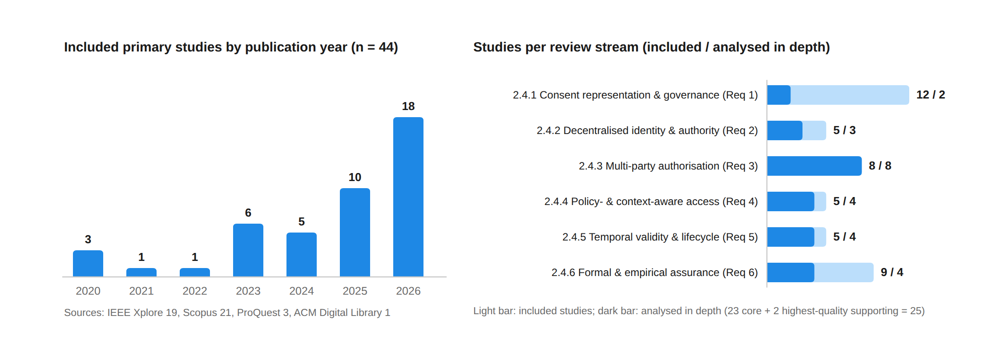 Included primary studies by publication year (n = 44)
3
1
1
6
5
10
18
2020 2021 2022 2023 2024 2025 2026
Sources: IEEE Xplore 19, Scopus 21, ProQuest 3, ACM Digital Library 1
Studies per review stream (included / analysed in depth)
2.4.1 Consent representation & governance (Req 1) 12 / 2
2.4.2 Decentralised identity & authority (Req 2) 5 / 3
2.4.3 Multi-party authorisation (Req 3) 8 / 8
2.4.4 Policy- & context-aware access (Req 4) 5 / 4
2.4.5 Temporal validity & lifecycle (Req 5) 5 / 4
2.4.6 Formal & empirical assurance (Req 6) 9 / 4
Light bar: included studies; dark bar: analysed in depth (23 core + 2 highest-quality supporting = 25)